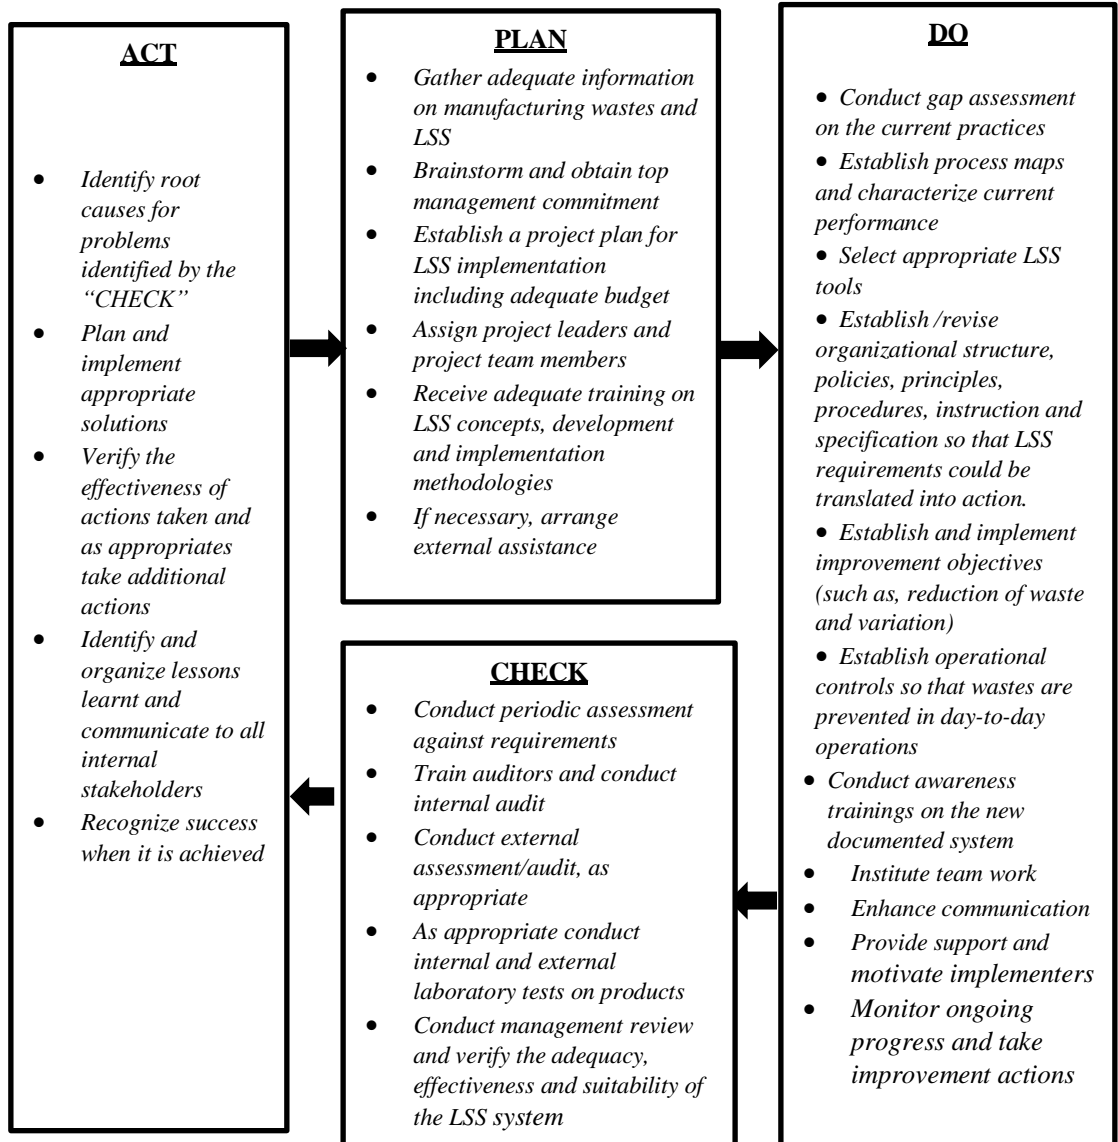 ACT
• Identify root
causes for
problems
identified by the
“CHECK”
• Plan and
implement
appropriate
solutions
• Verify the
effectiveness of
actions taken and
as appropriates
take additional
actions
• Identify and
organize lessons
learnt and
communicate to all
internal
stakeholders
• Recognize success
when it is achieved
PLAN
• Gather adequate information
on manufacturing wastes and
LSS
• Brainstorm and obtain top
management commitment
• Establish a project plan for
LSS implementation
including adequate budget
• Assign project leaders and
project team members
• Receive adequate training on
LSS concepts, development
and implementation
methodologies
• If necessary, arrange
external assistance
DO
• Conduct gap assessment
on the current practices
• Establish process maps
and characterize current
performance
• Select appropriate LSS
tools
• Establish /revise
organizational structure,
policies, principles,
procedures, instruction and
specification so that LSS
requirements could be
translated into action.
• Establish and implement
improvement objectives
(such as, reduction of waste
and variation)
• Establish operational
controls so that wastes are
prevented in day-to-day
operations
• Conduct awareness
trainings on the new
documented system
• Institute team work
• Enhance communication
• Provide support and
motivate implementers
• Monitor ongoing
progress and take
improvement actions
CHECK
• Conduct periodic assessment
against requirements
• Train auditors and conduct
internal audit
• Conduct external
assessment/audit, as
appropriate
• As appropriate conduct
internal and external
laboratory tests on products
• Conduct management review
and verify the adequacy,
effectiveness and suitability of
the LSS system